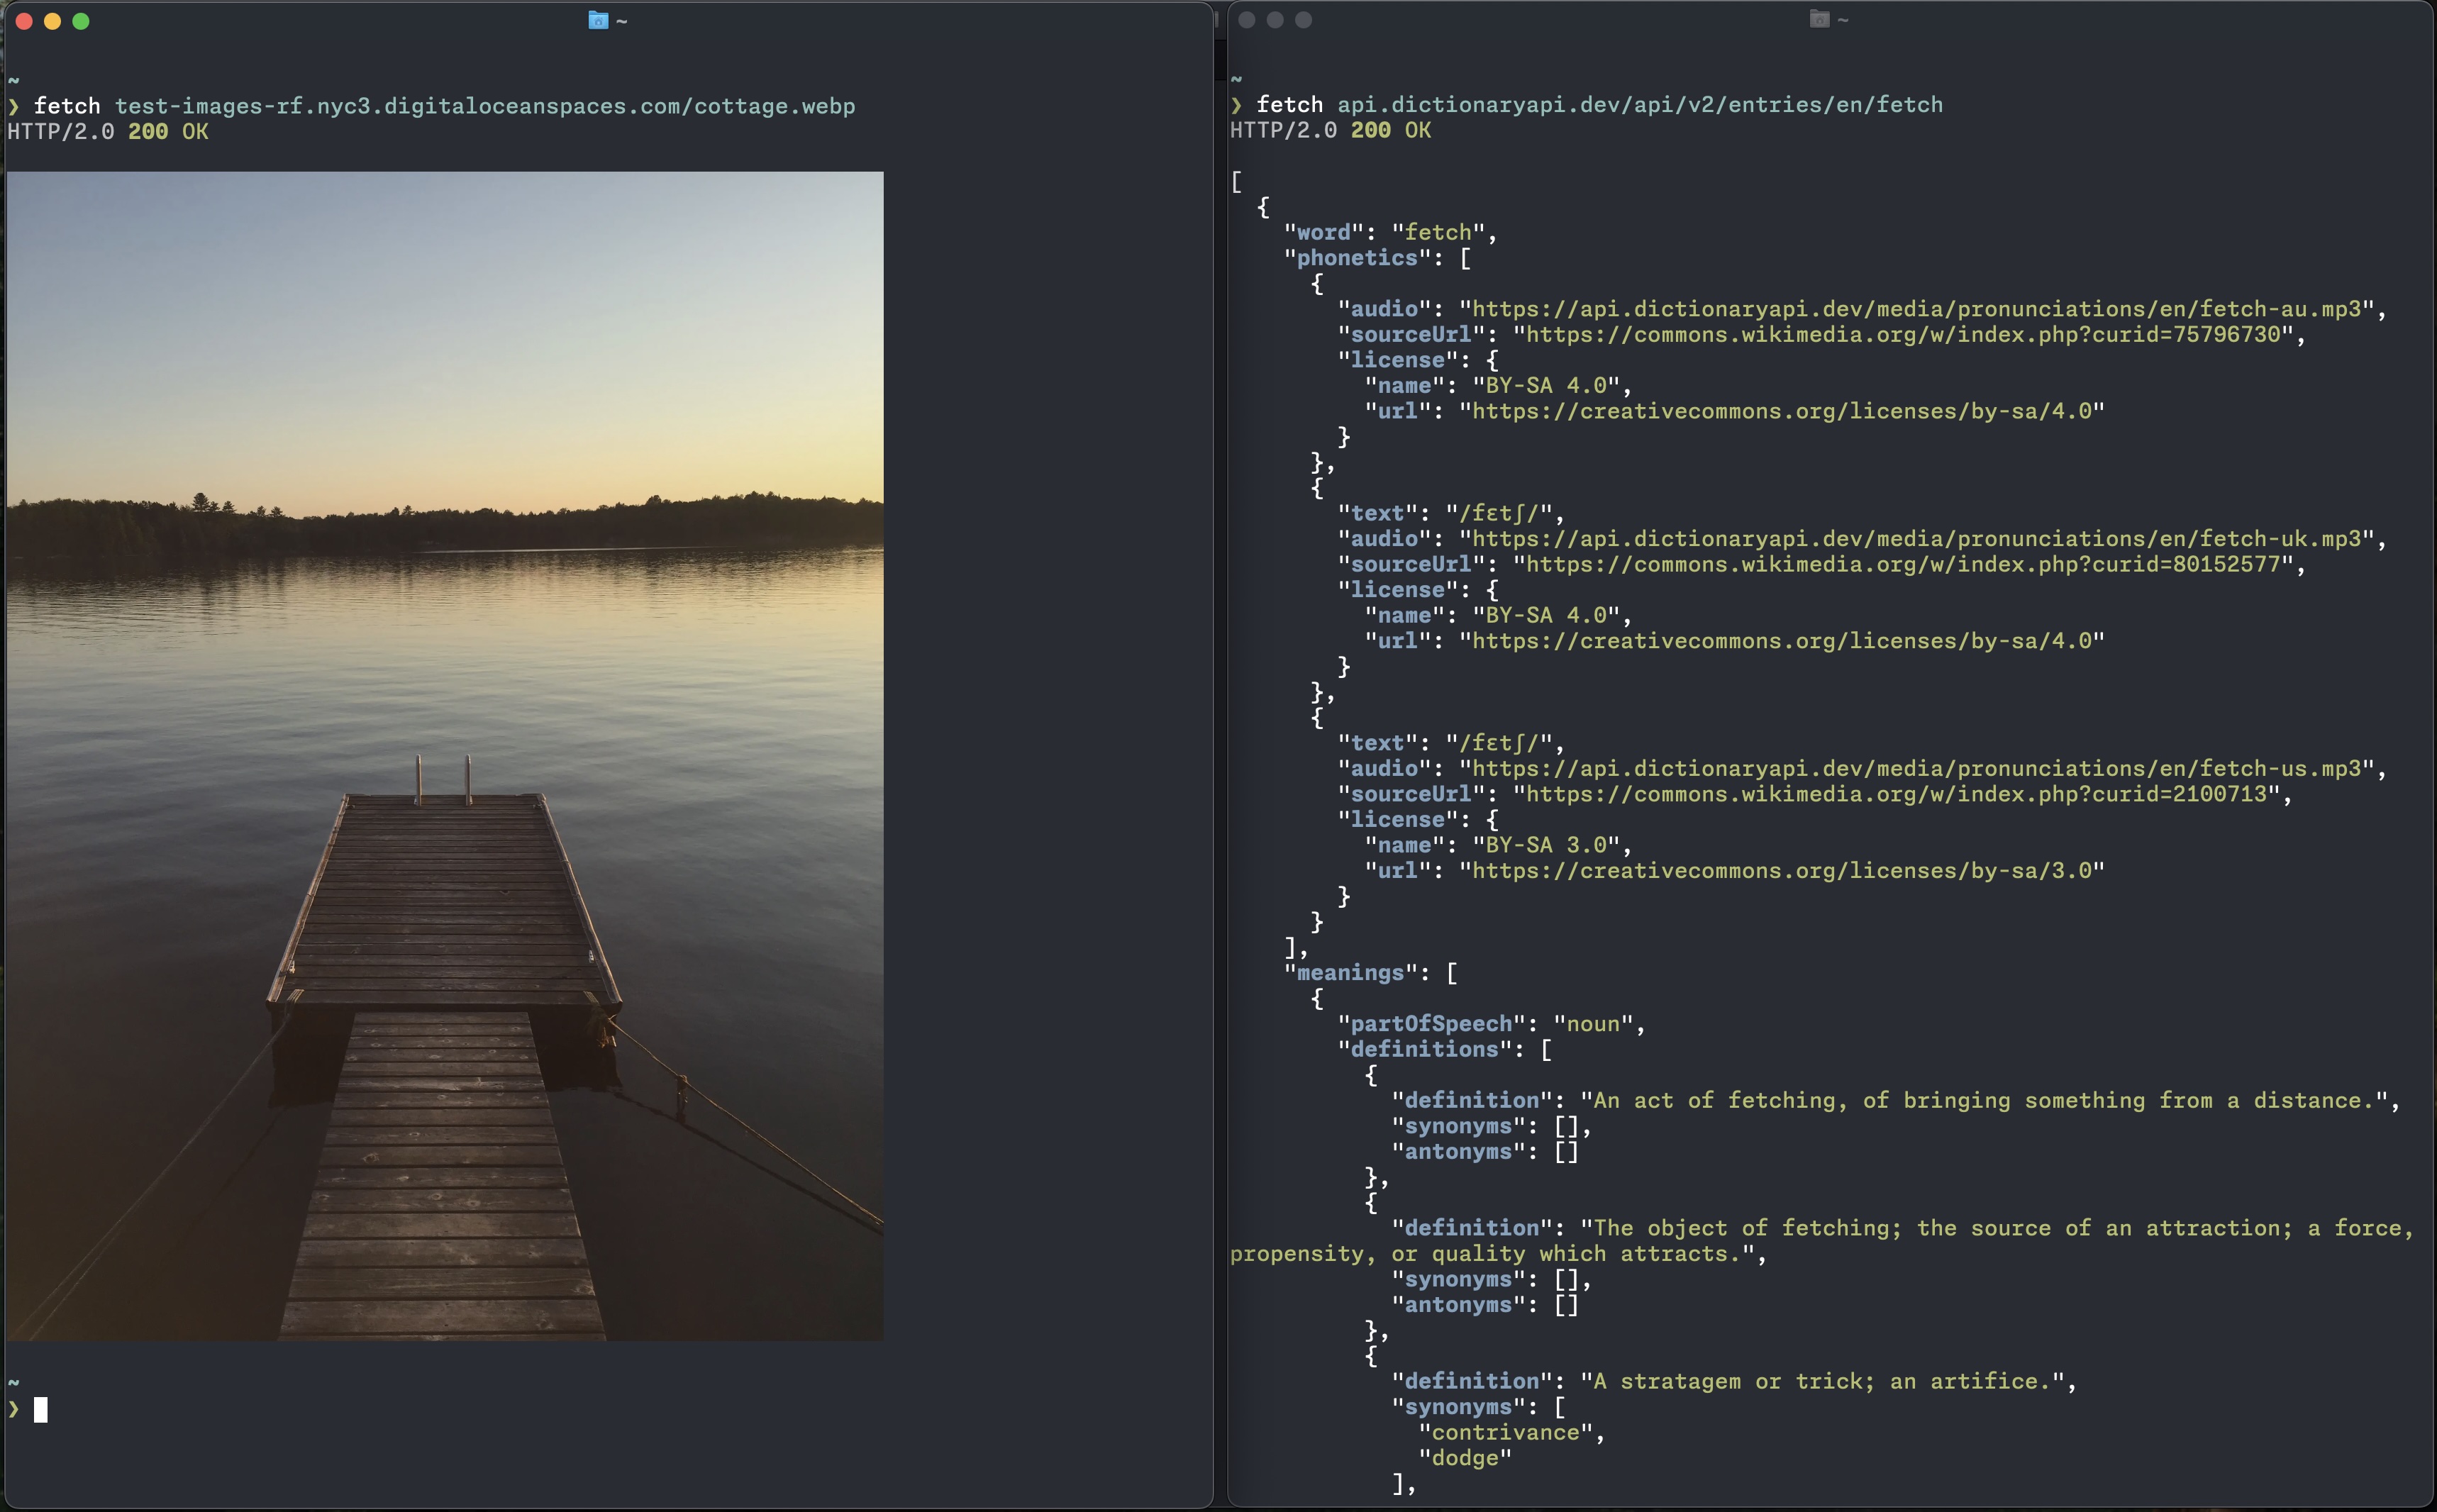 ~
~
❯ fetch test-images-rf.nyc3.digitaloceanspaces.com/cottage.webp
HTTP/2.0 200 OK
~
❯
~
~
❯ fetch api.dictionaryapi.dev/api/v2/entries/en/fetch
HTTP/2.0 200 OK
[
  {
    "word": "fetch",
    "phonetics": [
      {
        "audio": "https://api.dictionaryapi.dev/media/pronunciations/en/fetch-au.mp3",
        "sourceUrl": "https://commons.wikimedia.org/w/index.php?curid=75796730",
        "license": {
          "name": "BY-SA 4.0",
          "url": "https://creativecommons.org/licenses/by-sa/4.0"
        }
      },
      {
        "text": "/fɛtʃ/",
        "audio": "https://api.dictionaryapi.dev/media/pronunciations/en/fetch-uk.mp3",
        "sourceUrl": "https://commons.wikimedia.org/w/index.php?curid=80152577",
        "license": {
          "name": "BY-SA 4.0",
          "url": "https://creativecommons.org/licenses/by-sa/4.0"
        }
      },
      {
        "text": "/fɛtʃ/",
        "audio": "https://api.dictionaryapi.dev/media/pronunciations/en/fetch-us.mp3",
        "sourceUrl": "https://commons.wikimedia.org/w/index.php?curid=2100713",
        "license": {
          "name": "BY-SA 3.0",
          "url": "https://creativecommons.org/licenses/by-sa/3.0"
        }
      }
    ],
    "meanings": [
      {
        "partOfSpeech": "noun",
        "definitions": [
          {
            "definition": "An act of fetching, of bringing something from a distance.",
            "synonyms": [],
            "antonyms": []
          },
          {
            "definition": "The object of fetching; the source of an attraction; a force,
propensity, or quality which attracts.",
            "synonyms": [],
            "antonyms": []
          },
          {
            "definition": "A stratagem or trick; an artifice.",
            "synonyms": [
              "contrivance",
              "dodge"
            ],